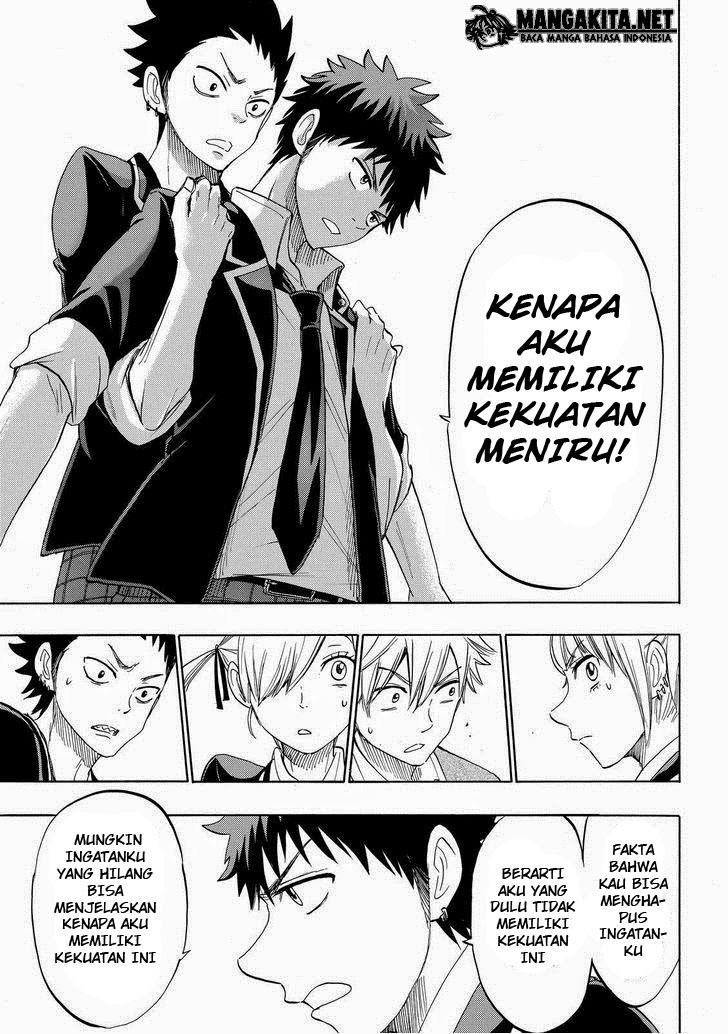 MANGAKITA.NET
BACA MANGA BAHASA INDONESIA
KENAPA
AKU
MEMILIKI
KEKUATAN
MENIRU!
FAKTA
BAHWA
KAU BISA
MENGHA-
PUS
INGATAN-
KU
BERARTI
AKU YANG
DULU TIDAK
MEMILIKI
KEKUATAN
INI
MUNGKIN
INGATANKU
YANG HILANG
BISA
MENJELASKAN
KENAPA AKU
MEMILIKI
KEKUATAN INI